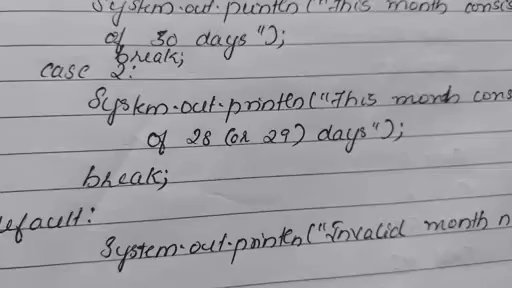 System.out.println("This month consis
of 30 days");
break;
case 2:
System.out.println("This month cons
of 28 (or 29) days");
break;
default:
System.out.println("Invalid month n